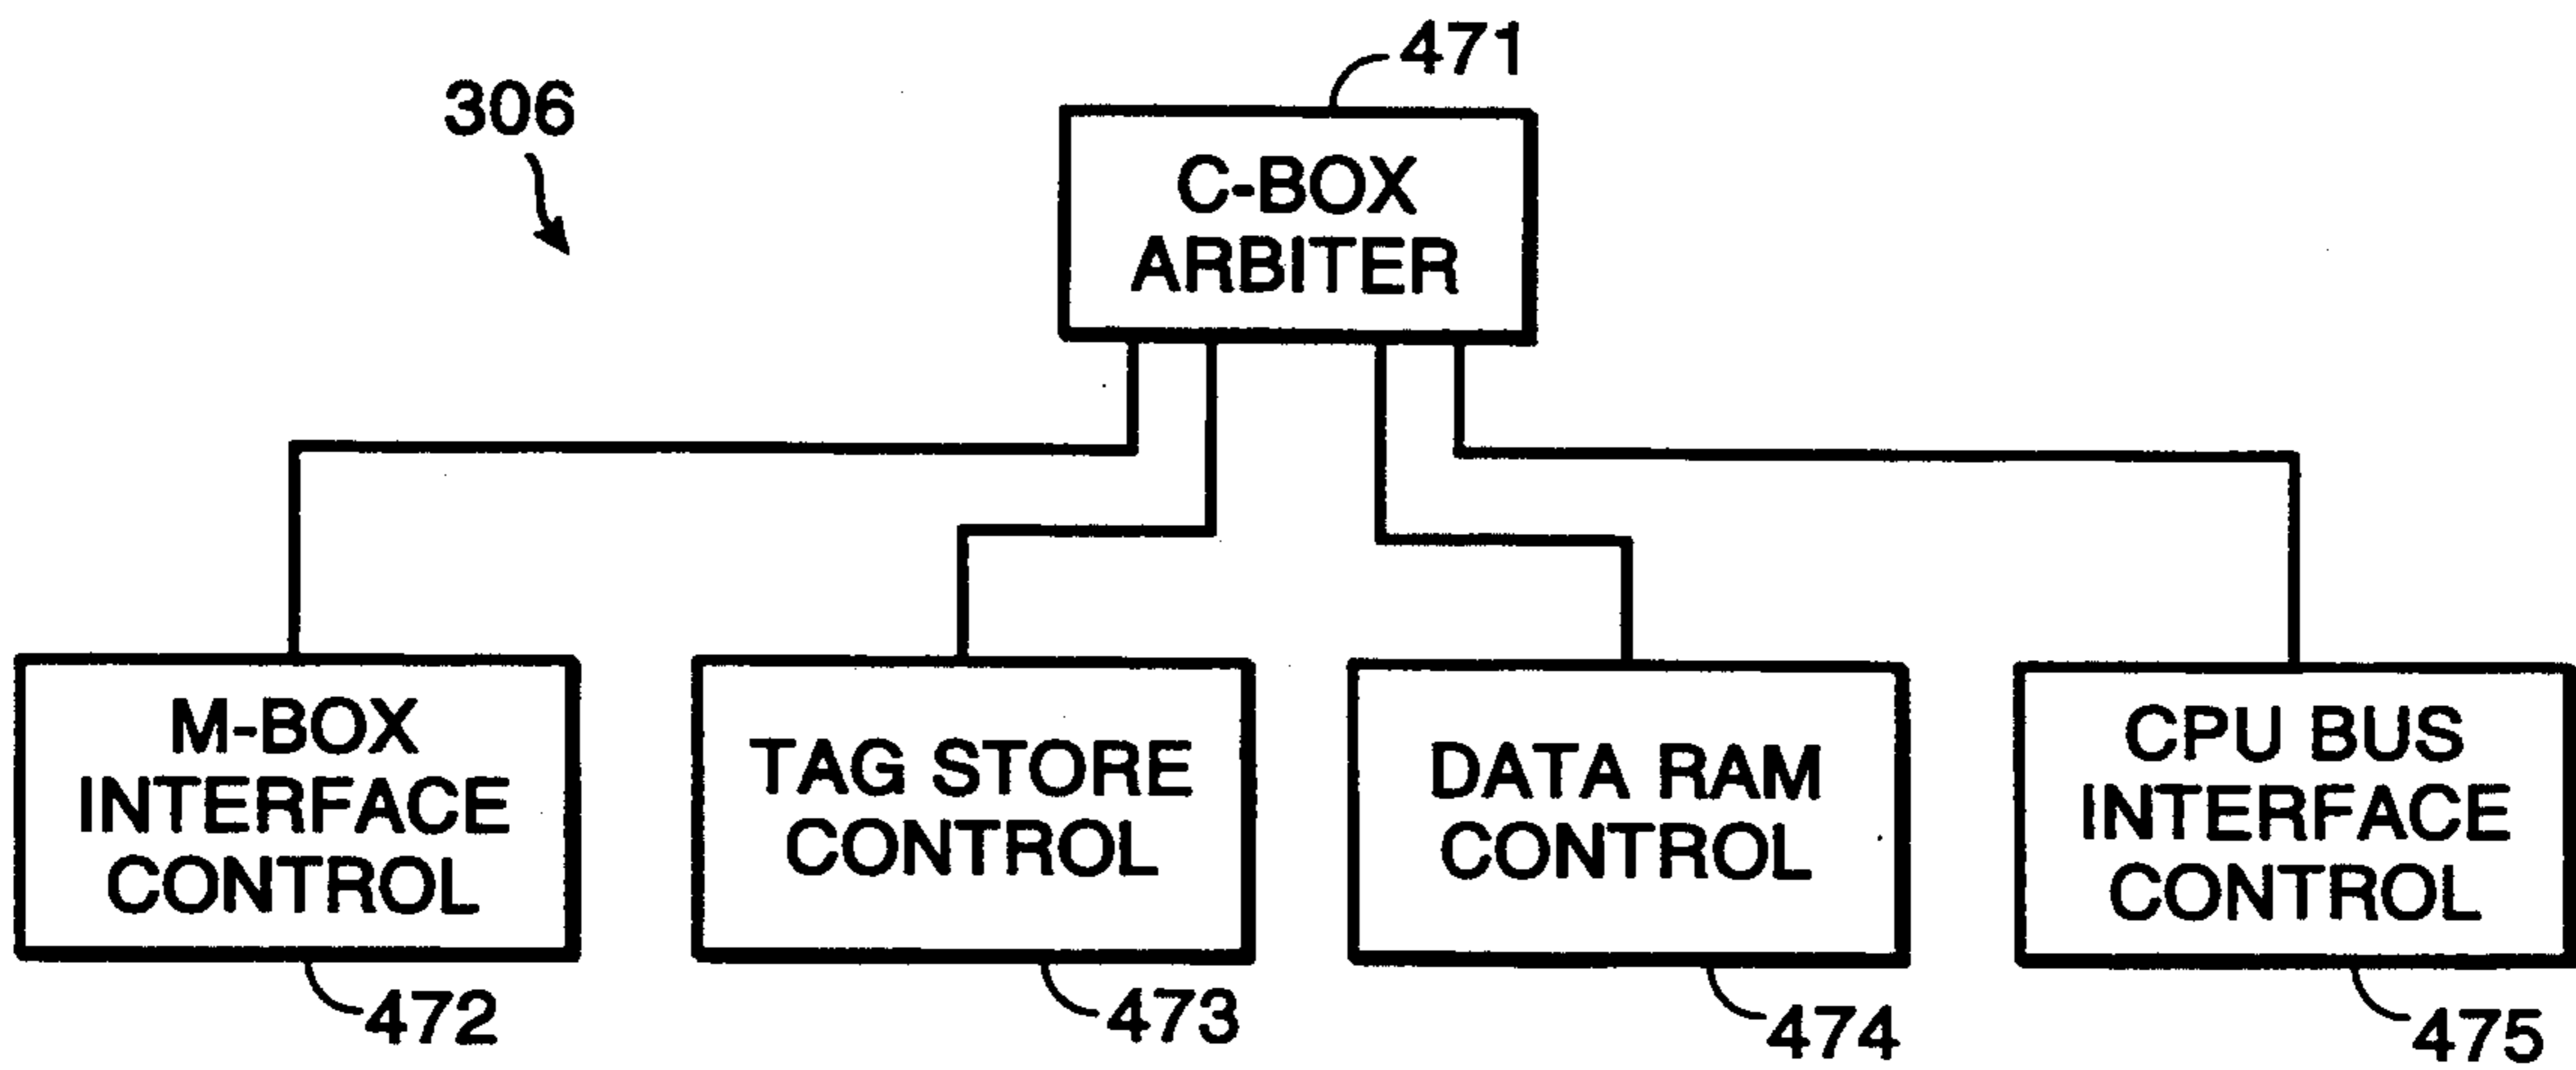 471
306
C-BOX
ARBITER
M-BOX
INTERFACE
CONTROL
TAG STORE
CONTROL
DATA RAM
CONTROL
CPU BUS
INTERFACE
CONTROL
472
473
474
475